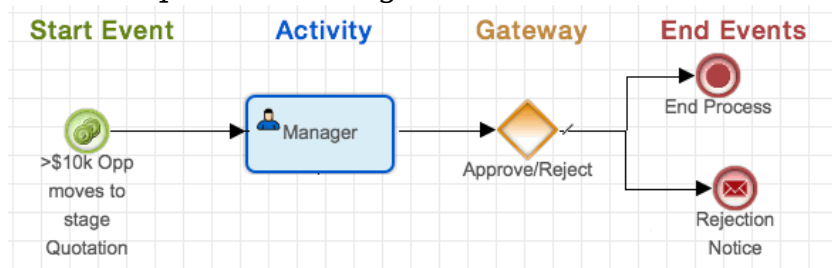 Start Event
Activity
Gateway
End Events
End Process
Manager
>$10k Opp
moves to
stage
Quotation
Approve/Reject
Rejection
Notice